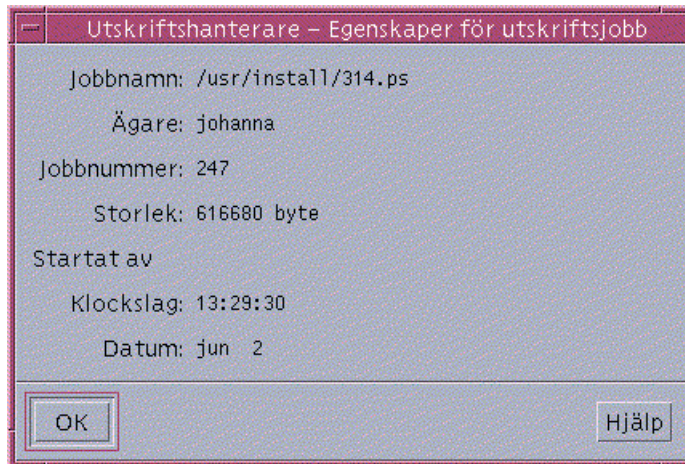 Utskriftshanterare – Egenskaper för utskriftsjobb
Jobbnamn: /usr/install/314.ps
Ägare: johanna
Jobbnummer: 247
Storlek: 616680 byte
Startat av
Klockslag: 13:29:30
Datum: jun 2
OK Hjälp